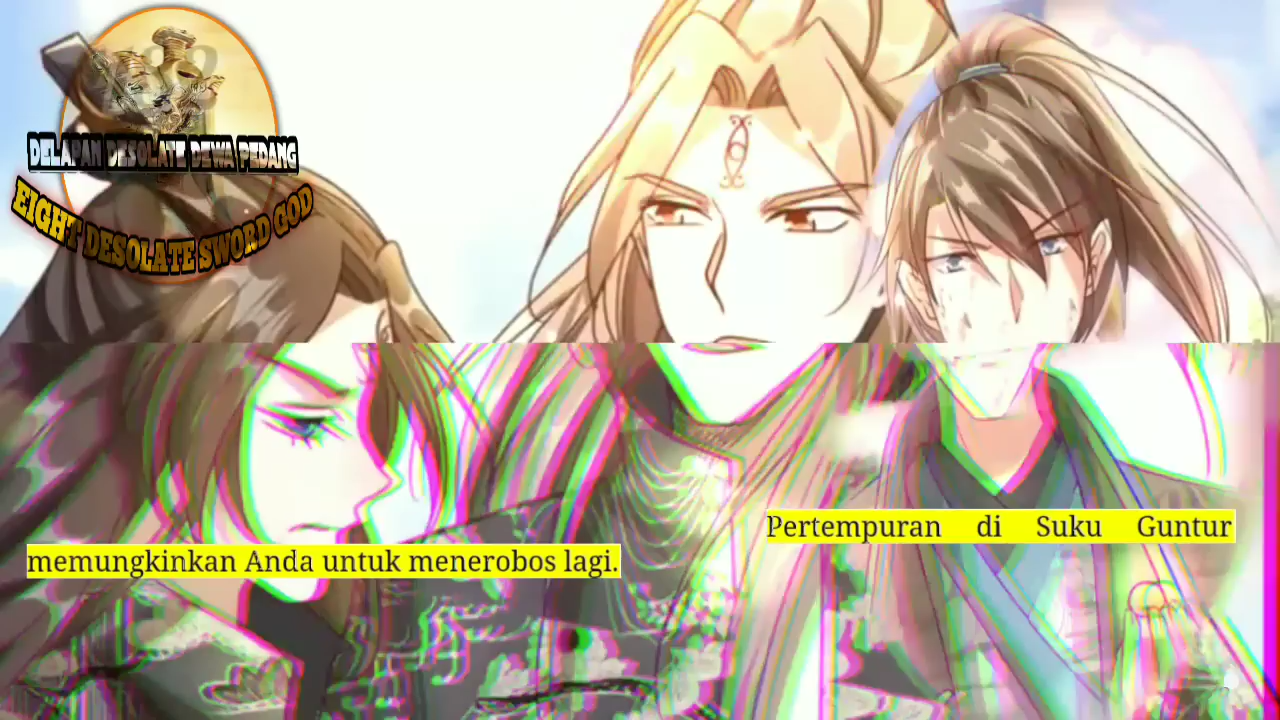 DELAPAN DESOLATE DEWA PEDANG
EIGHT DESOLATE SWORD GOD
Pertempuran di Suku Guntur
memungkinkan Anda untuk menerobos lagi.